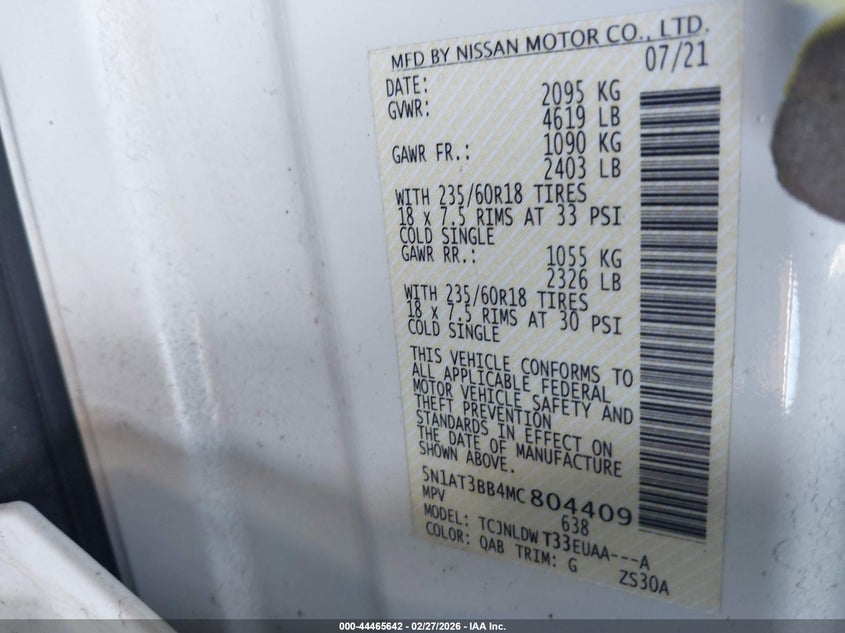 MFD BY NISSAN MOTOR CO., LTD.
DATE: 07/21
GVWR: 2095 KG
4619 LB
GAWR FR.: 1090 KG
2403 LB
WITH 235/60R18 TIRES
18 x 7.5 RIMS AT 33 PSI
COLD SINGLE
GAWR RR.: 1055 KG
2326 LB
WITH 235/60R18 TIRES
18 x 7.5 RIMS AT 30 PSI
COLD SINGLE
THIS VEHICLE CONFORMS TO
ALL APPLICABLE FEDERAL
MOTOR VEHICLE SAFETY AND
THEFT PREVENTION
STANDARDS IN EFFECT ON
THE DATE OF MANUFACTURE
SHOWN ABOVE.
5N1AT3BB4MC804409
MPV 638
MODEL: TCJNLDW T33EUAA---A
COLOR: QAB TRIM: G ZS30A
000-44465642 - 02/27/2026 - IAA Inc.